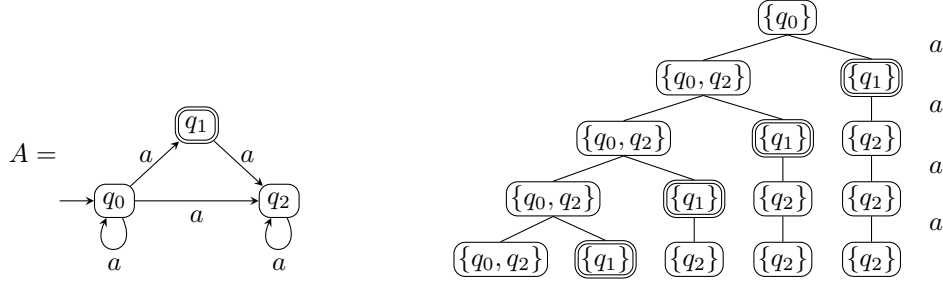 A =
q₁
a a
q₀ a q₂
a a
{q₀}
a
{q₀, q₂} {q₁}
a
{q₀, q₂} {q₁} {q₂}
a
{q₀, q₂} {q₁} {q₂} {q₂}
a
{q₀, q₂} {q₁} {q₂} {q₂} {q₂}